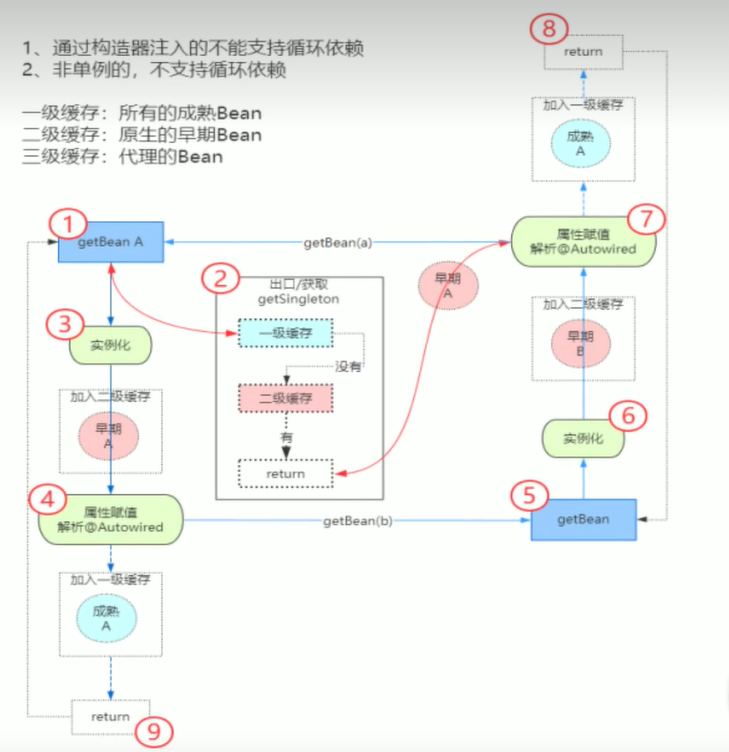 1、通过构造器注入的不能支持循环依赖
2、非单例的，不支持循环依赖
一级缓存：所有的成熟Bean
二级缓存：原生的早期Bean
三级缓存：代理的Bean
1
getBean A
getBean(a)
2
出口/获取
getSingleton
一级缓存
没有
二级缓存
有
return
3
实例化
加入二级缓存
早期
A
4
属性赋值
解析@Autowired
getBean(b)
加入一级缓存
成熟
A
return
9
5
getBean
6
实例化
加入二级缓存
早期
B
7
属性赋值
解析@Autowired
早期
A
加入一级缓存
成熟
A
8
return